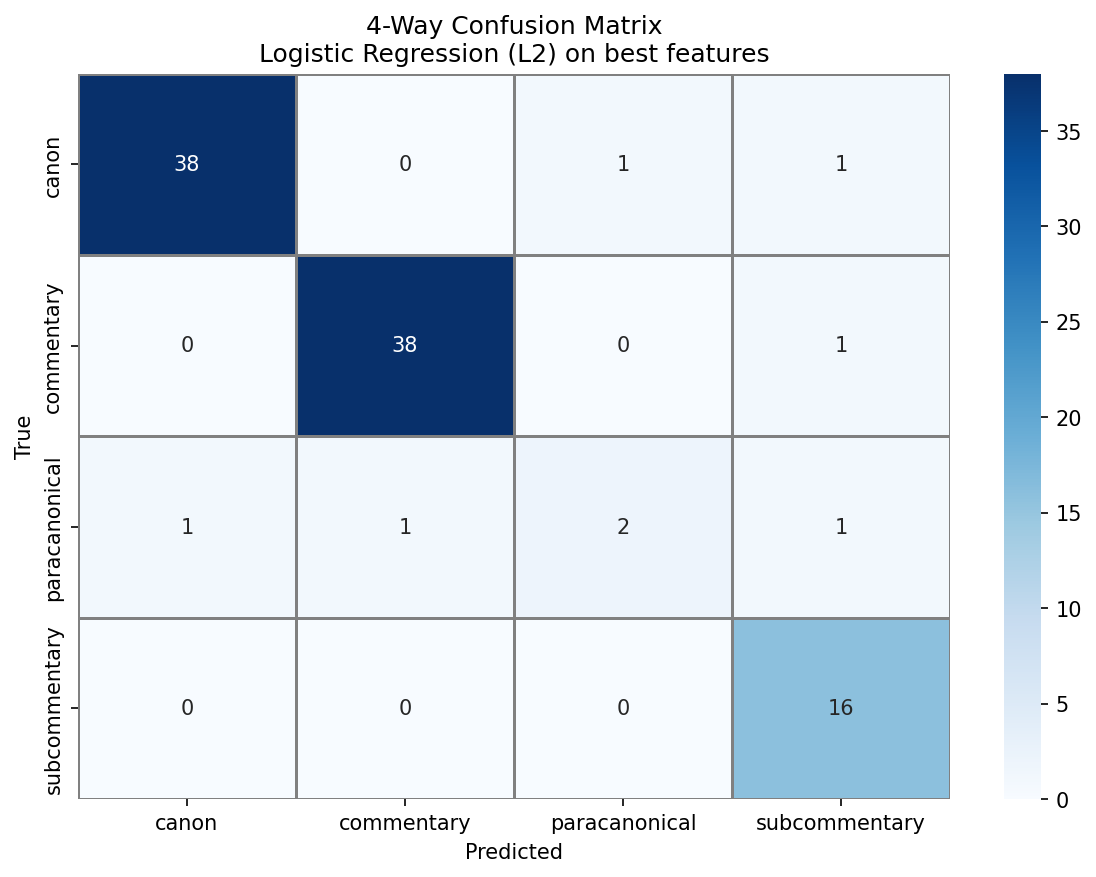 4-Way Confusion Matrix
Logistic Regression (L2) on best features
True
canon
38
0
1
1
commentary
0
38
0
1
paracanonical
1
1
2
1
subcommentary
0
0
0
16
canon
commentary
paracanonical
subcommentary
Predicted
35
30
25
20
15
10
5
0